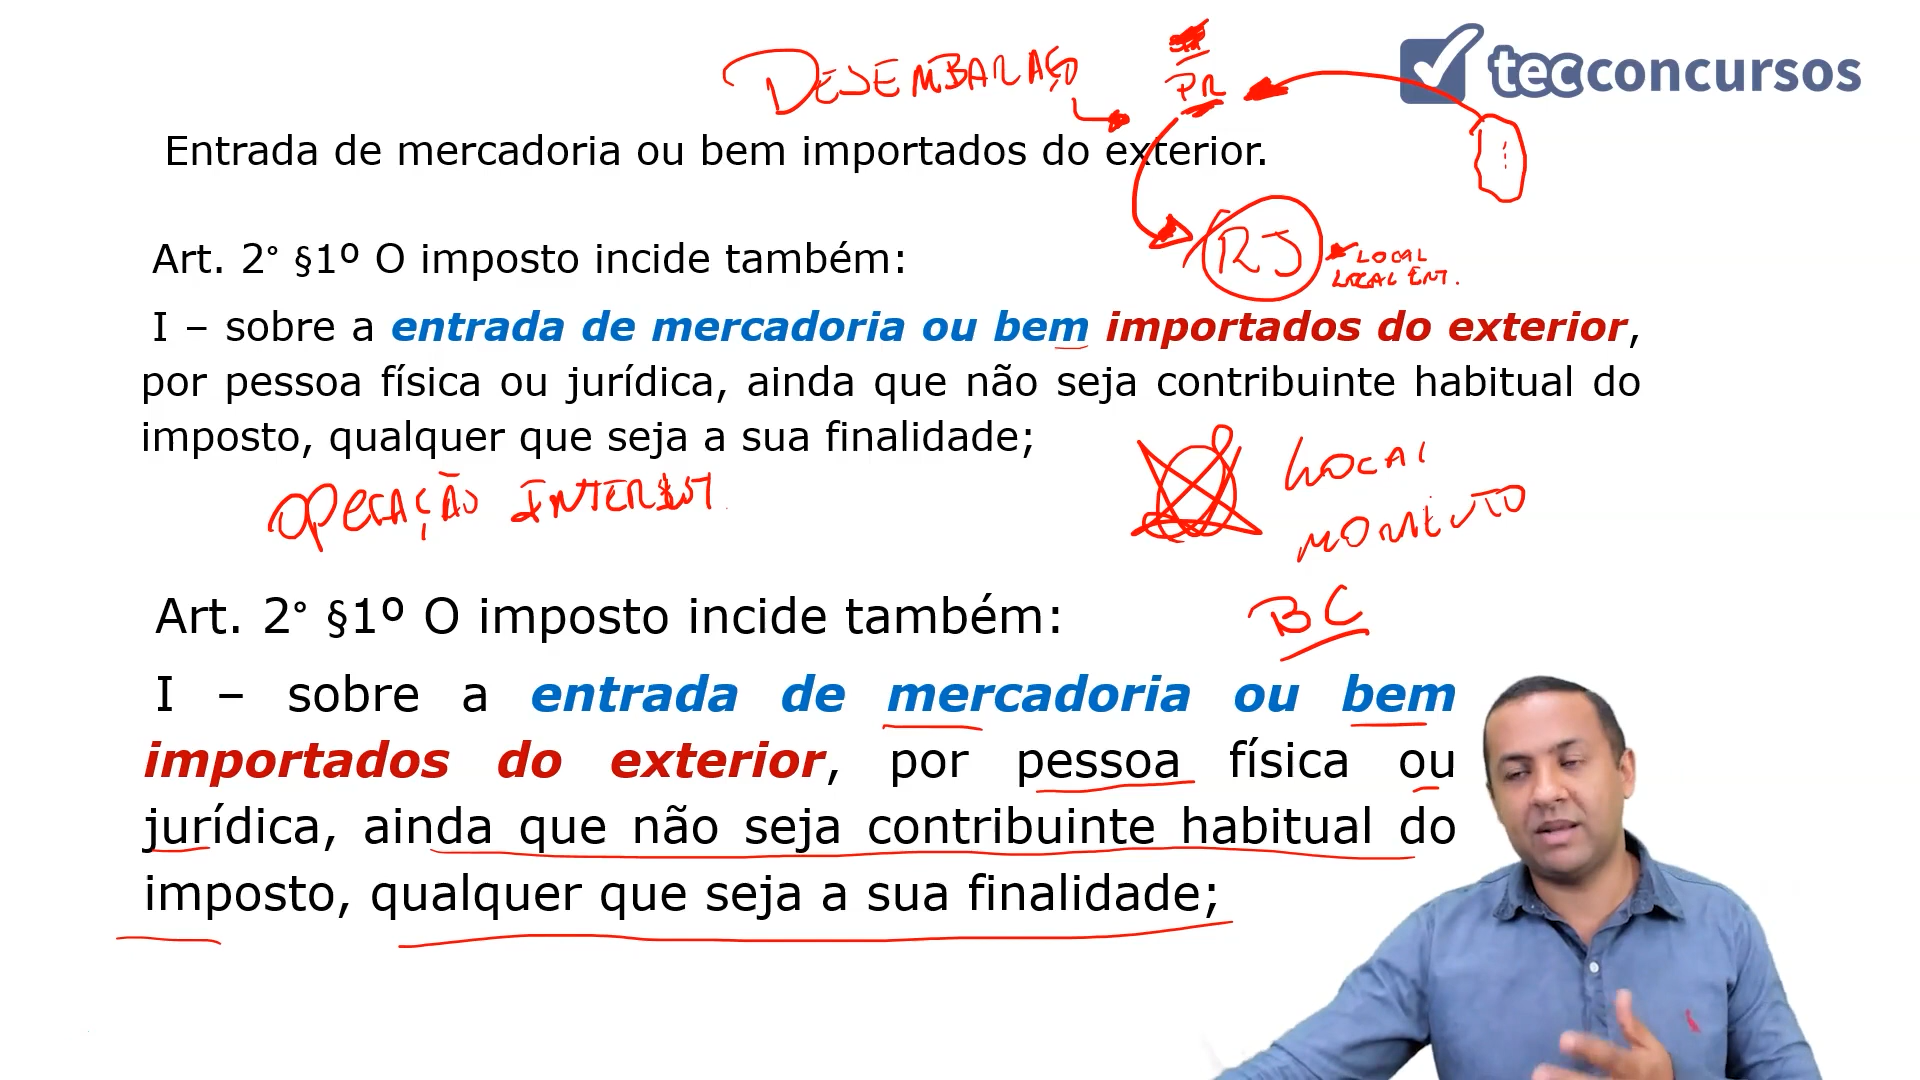 DESEMBARAÇO
PR
tecconcursos
Entrada de mercadoria ou bem importados do exterior.
RJ
LOCAL
LOCAL ENT.
Art. 2° §1º O imposto incide também:
I – sobre a entrada de mercadoria ou bem importados do exterior,
por pessoa física ou jurídica, ainda que não seja contribuinte habitual do
imposto, qualquer que seja a sua finalidade;
LOCAL
OPERAÇÃO INTEREST.
MOMENTO
BC
Art. 2° §1º O imposto incide também:
I – sobre a entrada de mercadoria ou bem
importados do exterior, por pessoa física ou
jurídica, ainda que não seja contribuinte habitual do
imposto, qualquer que seja a sua finalidade;